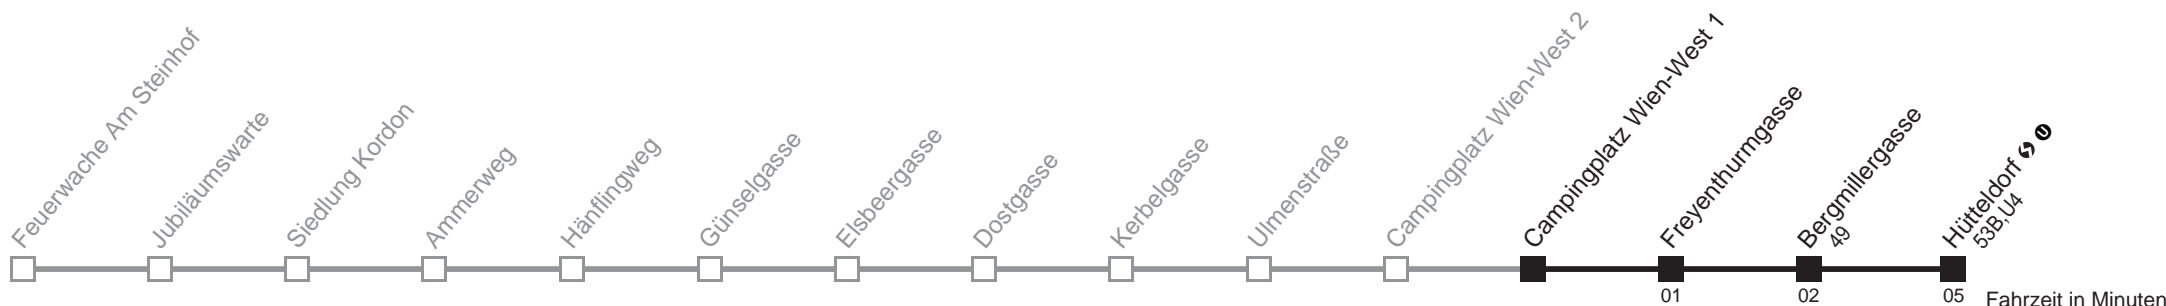 Feuerwache Am Steinhof
Jubiläumswarte
Siedlung Kordon
Ammerweg
Hänflingweg
Günselgasse
Elsbeergasse
Dostgasse
Kerbelgasse
Ulmenstraße
Campingplatz Wien-West 2
Campingplatz Wien-West 1
Freyenthurmgasse
01
Bergmillergasse
49
02
Hütteldorf S U
53B,U4
05
Fahrzeit in Minuten